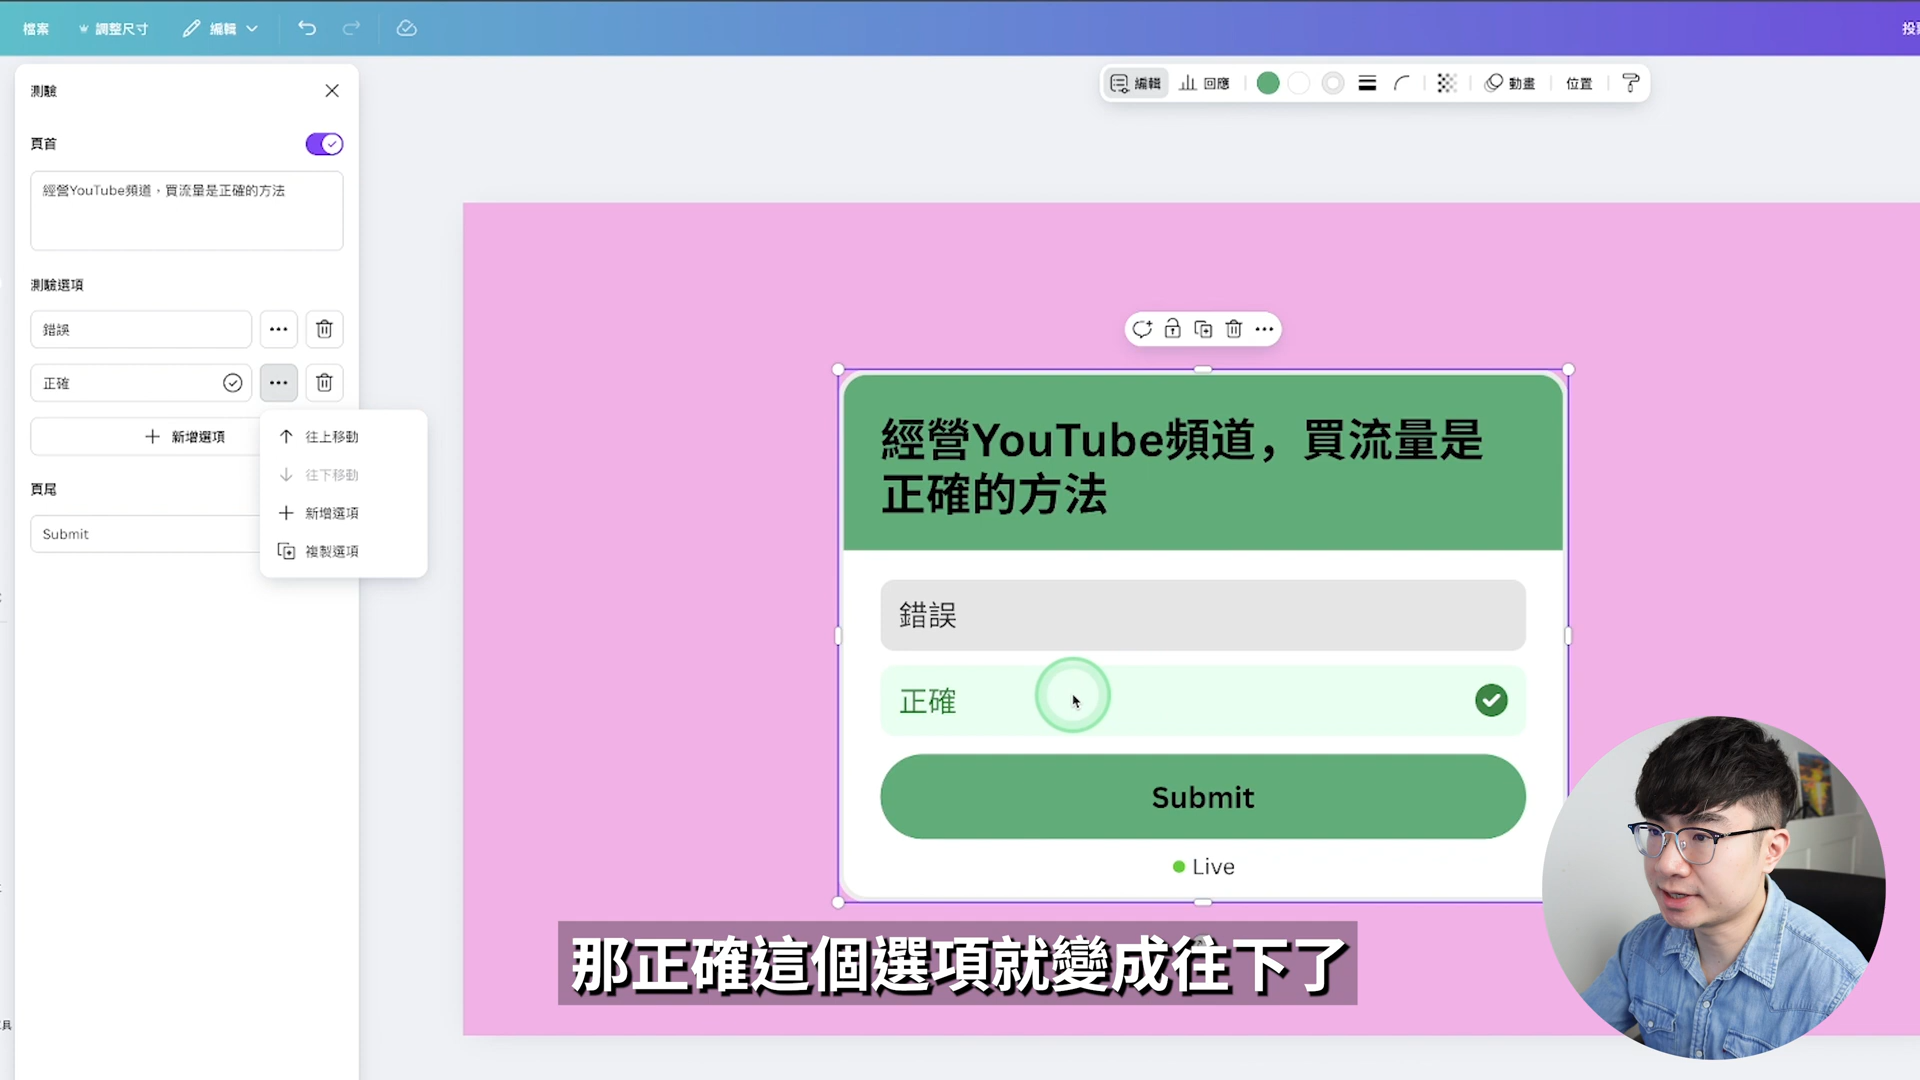 檔案
調整尺寸
編輯
投票
測驗
頁首
經營YouTube頻道,買流量是正確的方法
測驗選項
錯誤
正確
新增選項
往上移動
往下移動
新增選項
複製選項
頁尾
Submit
具
編輯
回應
動畫
位置
經營YouTube頻道，買流量是
正確的方法
錯誤
正確
Submit
Live
那正確這個選項就變成往下了